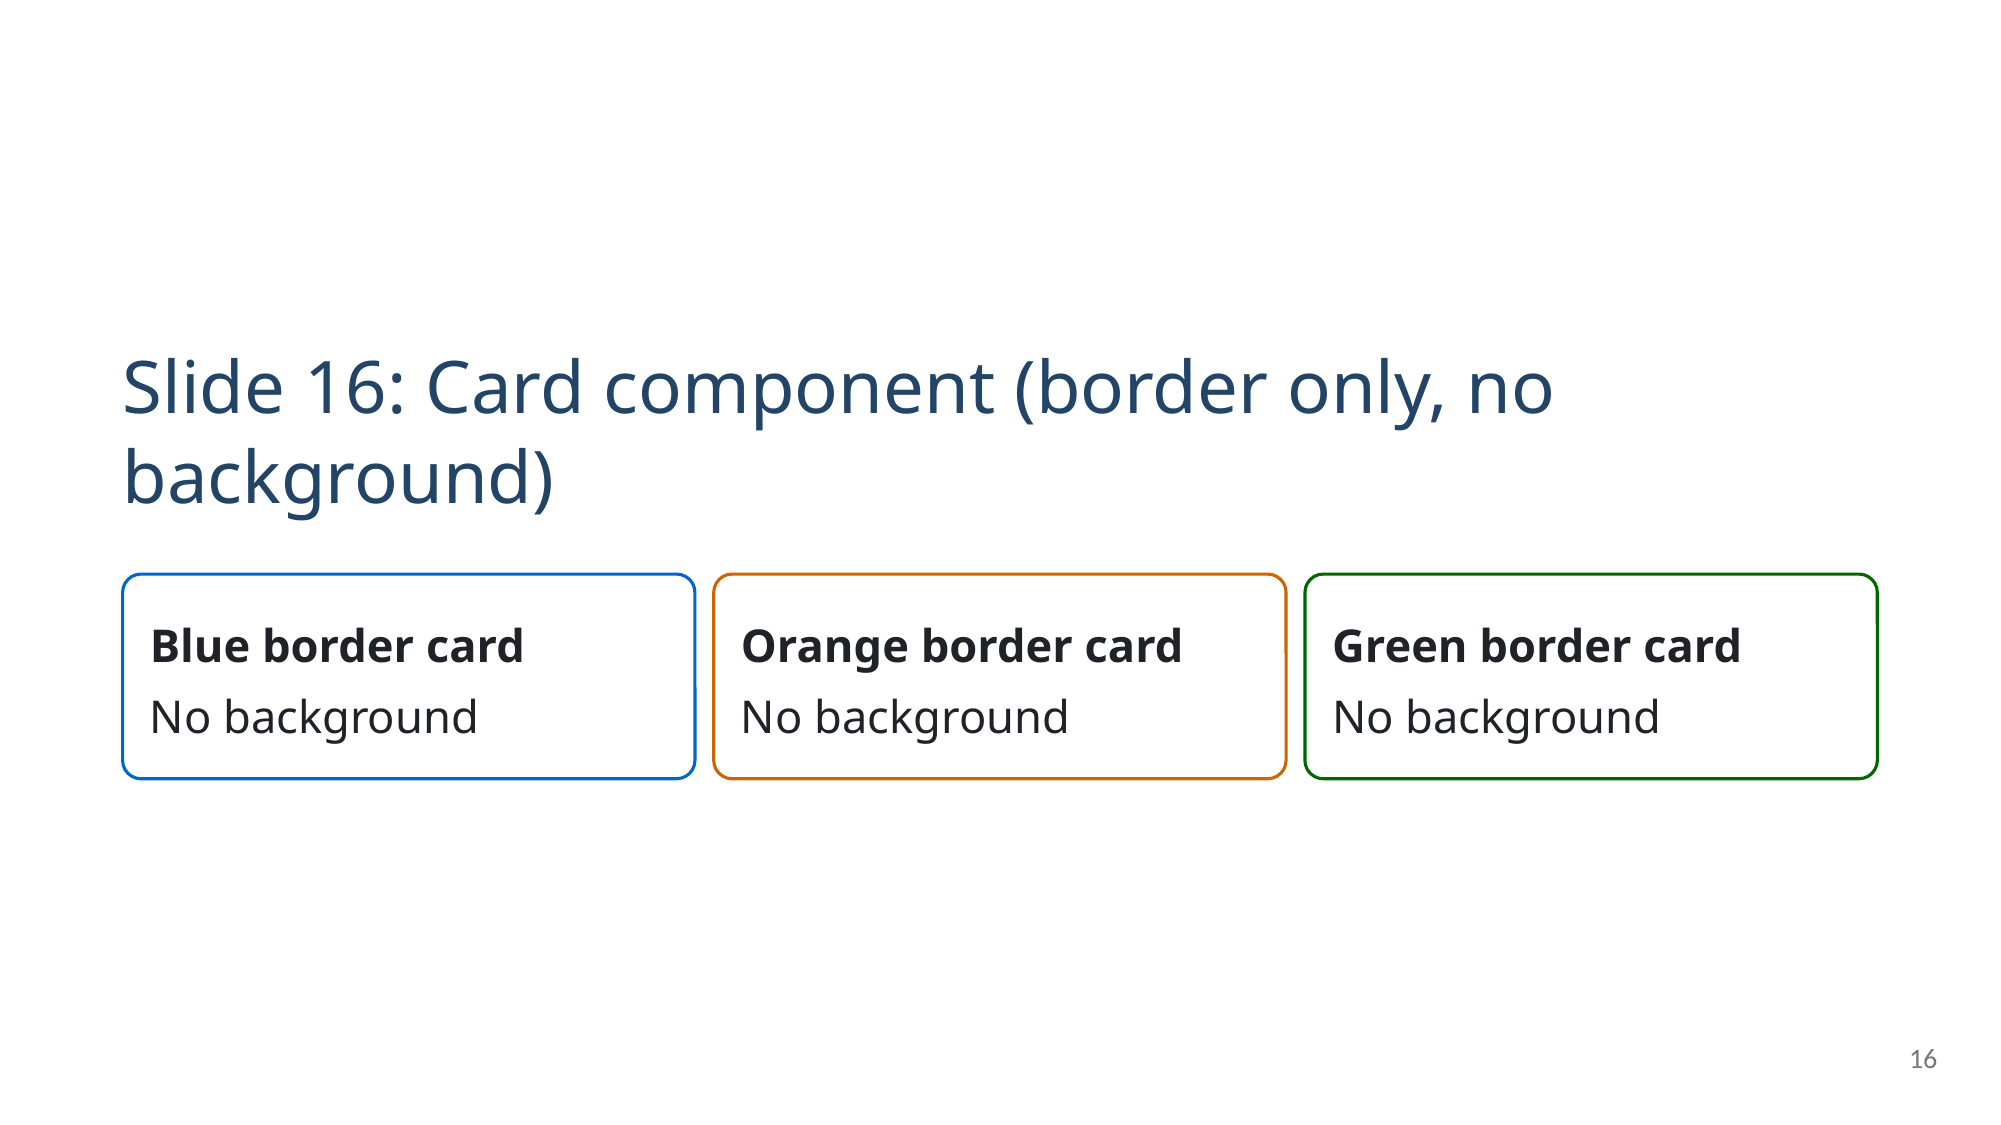 Slide 16: Card component (border only, no
background)
Blue border card
No background
Orange border card
No background
Green border card
No background
16